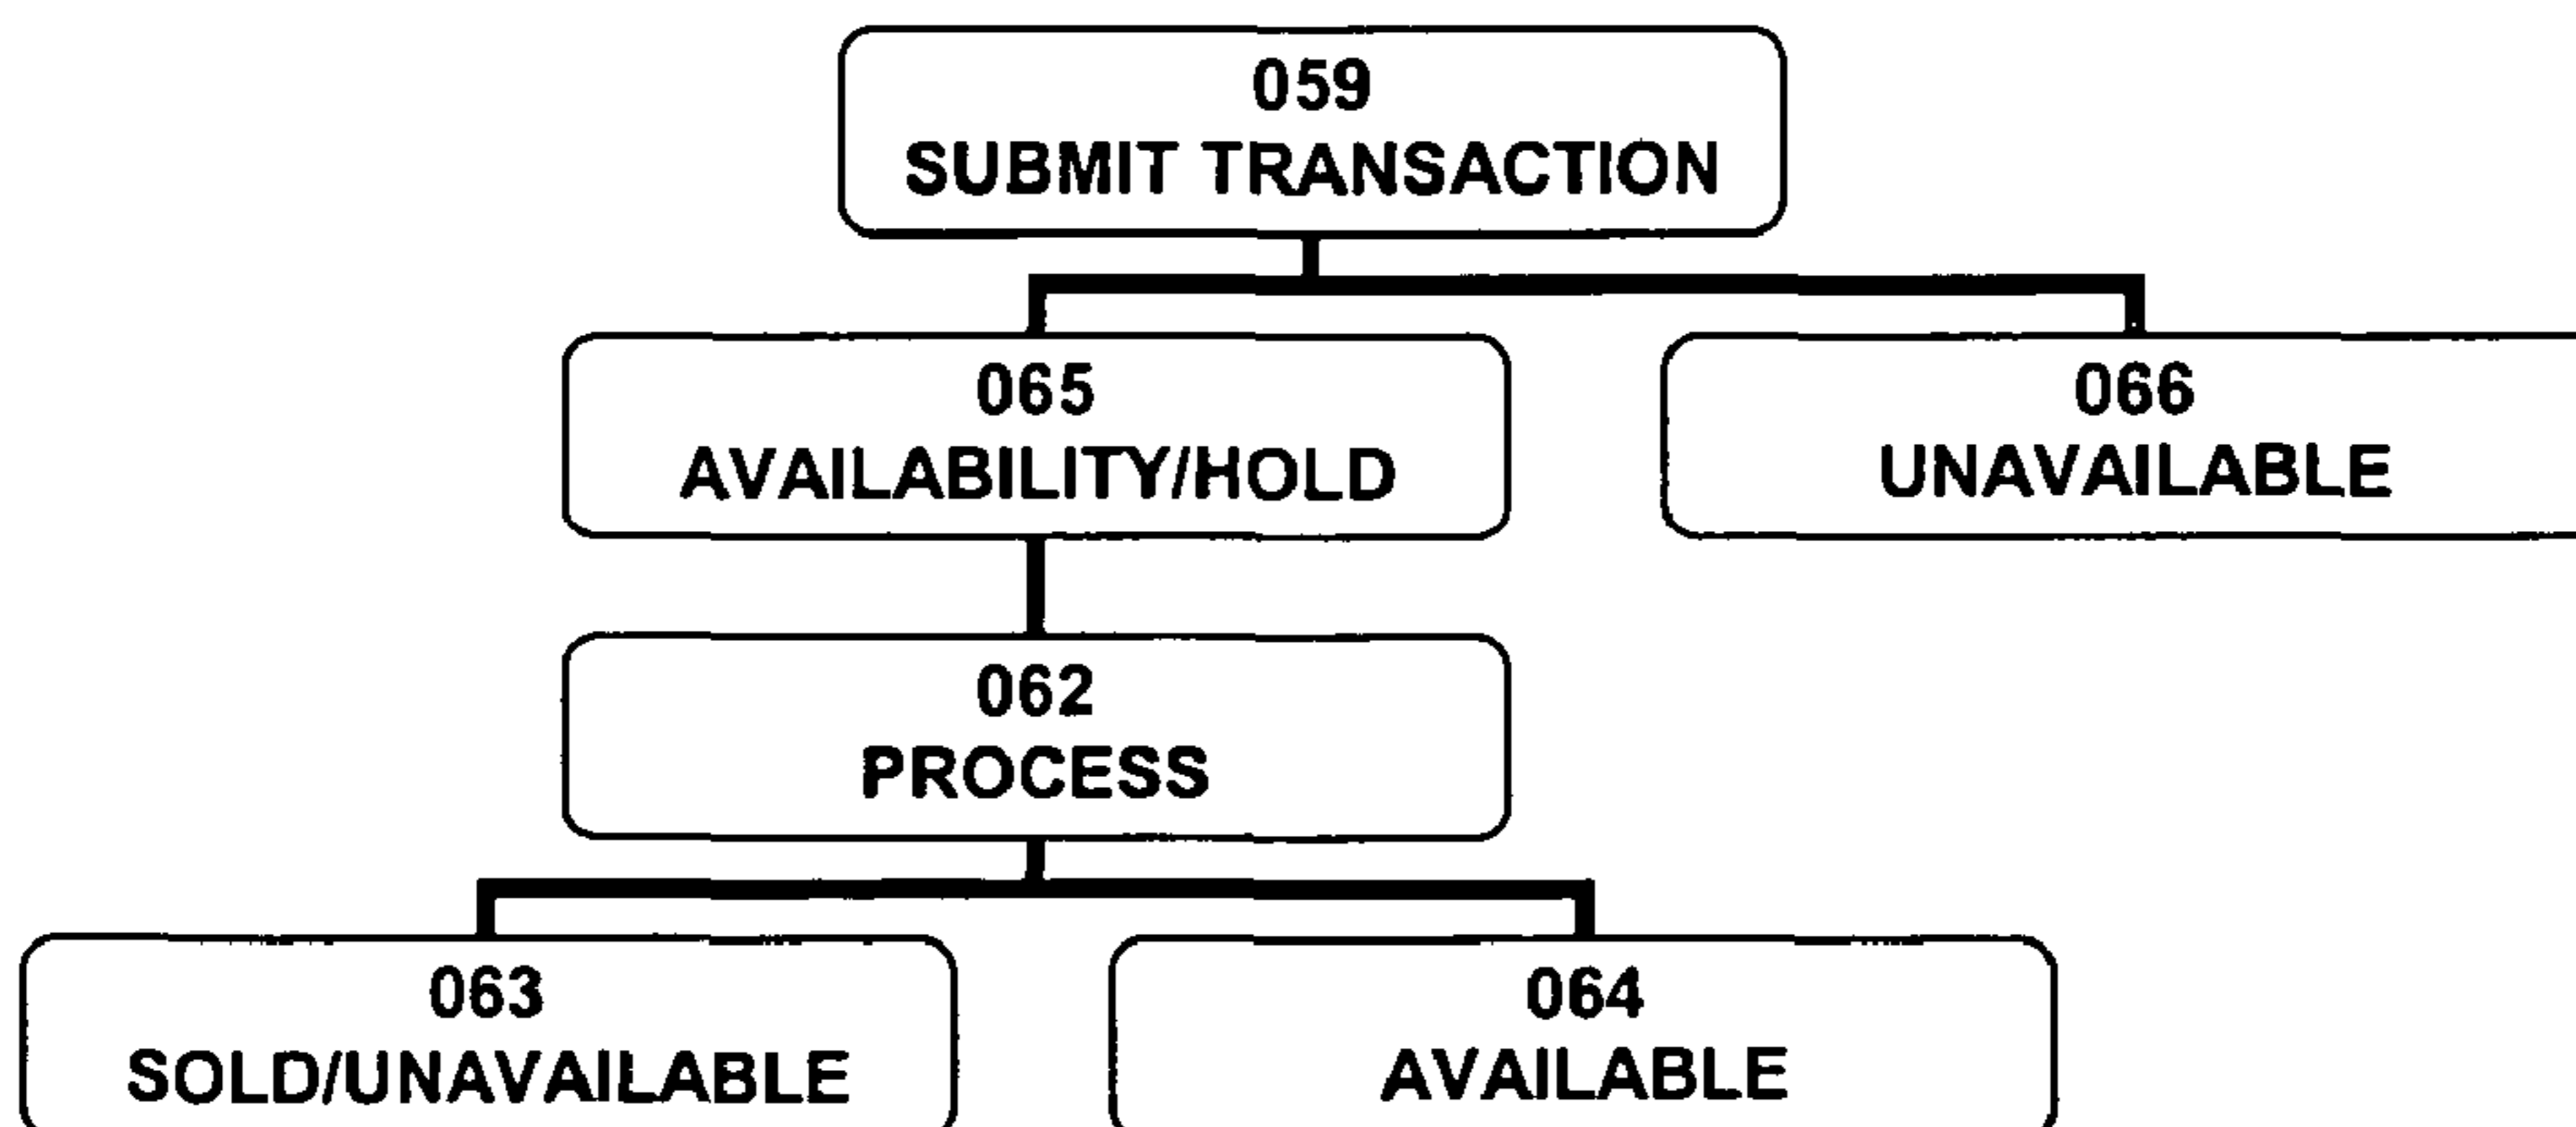 059
SUBMIT TRANSACTION
065
AVAILABILITY/HOLD
066
UNAVAILABLE
062
PROCESS
063
SOLD/UNAVAILABLE
064
AVAILABLE